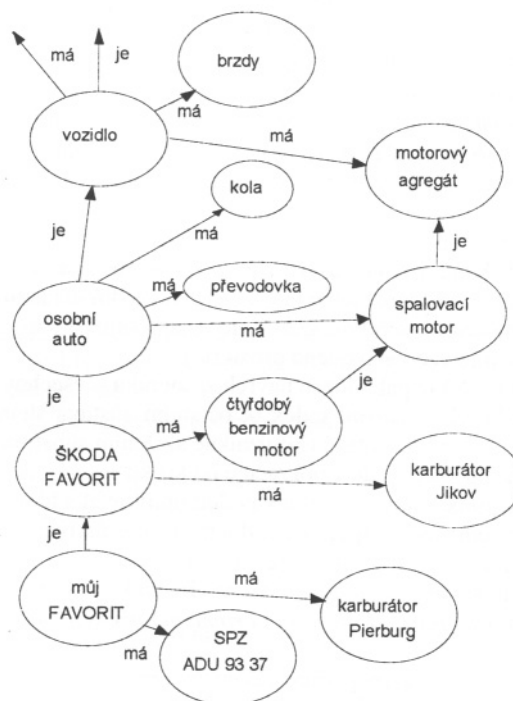 má
je
brzdy
má
vozidlo
má
motorový
agregát
kola
je
má
je
má
převodovka
spalovací
motor
osobní
auto
má
je
je
čtyřdobý
benzinový
motor
má
ŠKODA
FAVORIT
karburátor
Jikov
má
je
můj
FAVORIT
má
karburátor
Pierburg
má
SPZ
ADU 93 37